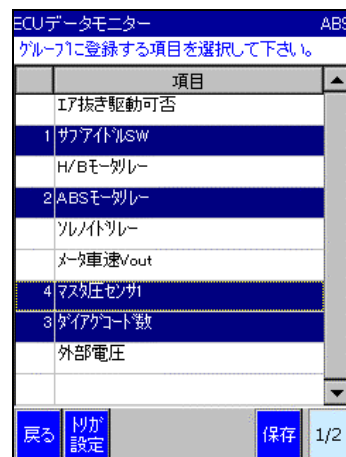 ECUデータモニター ABS
ｸﾞﾙｰﾌﾟ1に登録する項目を選択して下さい。
項目
ｴｱ抜き駆動可否
1 ｻﾌﾞｱｲﾄﾞﾙSW
H/Bﾓｰﾀﾘﾚｰ
2 ABSﾓｰﾀﾘﾚｰ
ｿﾚﾉｲﾄﾞﾘﾚｰ
ﾒｰﾀ車速Vout
4 ﾏｽﾀ圧ｾﾝｻ1
3 ﾀﾞｲｱｸﾞｺｰﾄﾞ数
外部電圧
戻る ﾄﾘｶﾞ設定 保存 1/2